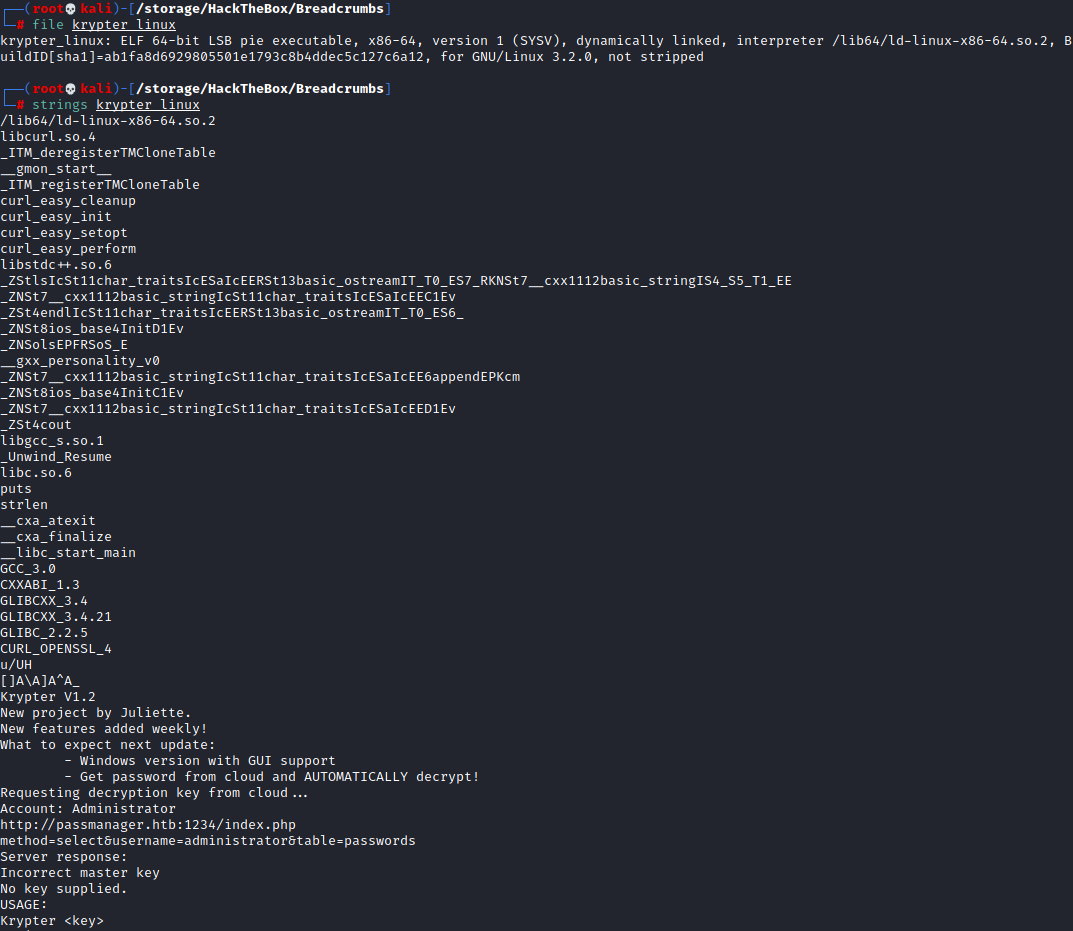 ┌──(root💀kali)-[/storage/HackTheBox/Breadcrumbs]
└─# file krypter_linux
krypter_linux: ELF 64-bit LSB pie executable, x86-64, version 1 (SYSV), dynamically linked, interpreter /lib64/ld-linux-x86-64.so.2, B
uildID[sha1]=ab1fa8d6929805501e1793c8b4ddec5c127c6a12, for GNU/Linux 3.2.0, not stripped
┌──(root💀kali)-[/storage/HackTheBox/Breadcrumbs]
└─# strings krypter_linux
/lib64/ld-linux-x86-64.so.2
libcurl.so.4
_ITM_deregisterTMCloneTable
__gmon_start__
_ITM_registerTMCloneTable
curl_easy_cleanup
curl_easy_init
curl_easy_setopt
curl_easy_perform
libstdc++.so.6
_ZStlsIcSt11char_traitsIcESaIcEERSt13basic_ostreamIT_T0_ES7_RKNSt7__cxx1112basic_stringIS4_S5_T1_EE
_ZNSt7__cxx1112basic_stringIcSt11char_traitsIcESaIcEEC1Ev
_ZSt4endlIcSt11char_traitsIcEERSt13basic_ostreamIT_T0_ES6_
_ZNSt8ios_base4InitD1Ev
_ZNSolsEPFRSoS_E
__gxx_personality_v0
_ZNSt7__cxx1112basic_stringIcSt11char_traitsIcESaIcEE6appendEPKcm
_ZNSt8ios_base4InitC1Ev
_ZNSt7__cxx1112basic_stringIcSt11char_traitsIcESaIcEED1Ev
_ZSt4cout
libgcc_s.so.1
_Unwind_Resume
libc.so.6
puts
strlen
__cxa_atexit
__cxa_finalize
__libc_start_main
GCC_3.0
CXXABI_1.3
GLIBCXX_3.4
GLIBCXX_3.4.21
GLIBC_2.2.5
CURL_OPENSSL_4
u/UH
[]A\A]A^A_
Krypter V1.2
New project by Juliette.
New features added weekly!
What to expect next update:
        - Windows version with GUI support
        - Get password from cloud and AUTOMATICALLY decrypt!
Requesting decryption key from cloud...
Account: Administrator
http://passmanager.htb:1234/index.php
method=select&username=administrator&table=passwords
Server response:
Incorrect master key
No key supplied.
USAGE:
Krypter <key>